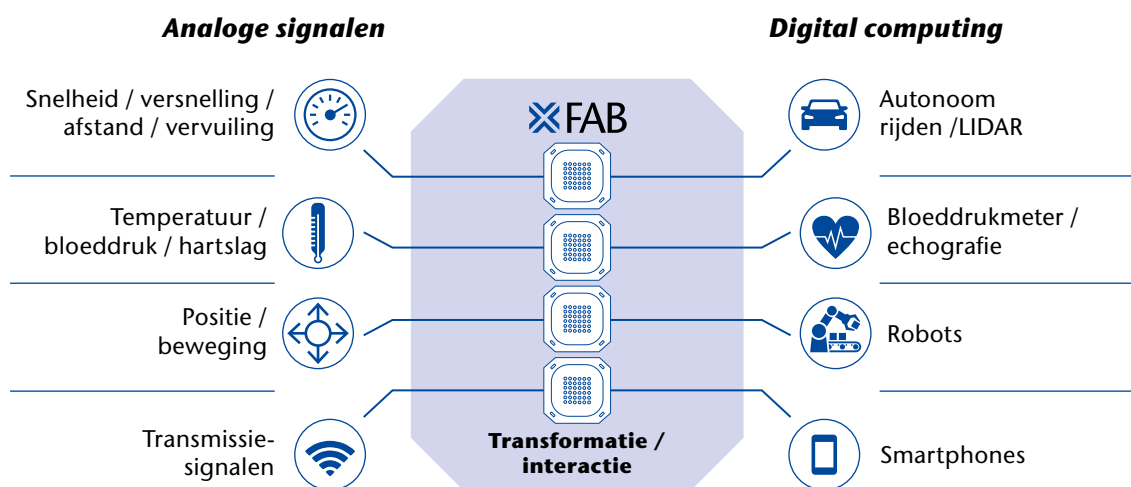 Analoge signalen
Digital computing
Snelheid / versnelling /
afstand / vervuiling
XFAB
Autonoom
rijden /LIDAR
Temperatuur /
bloeddruk / hartslag
Bloeddrukmeter /
echografie
Positie /
beweging
Robots
Transmissie-
signalen
Transformatie /
interactie
Smartphones